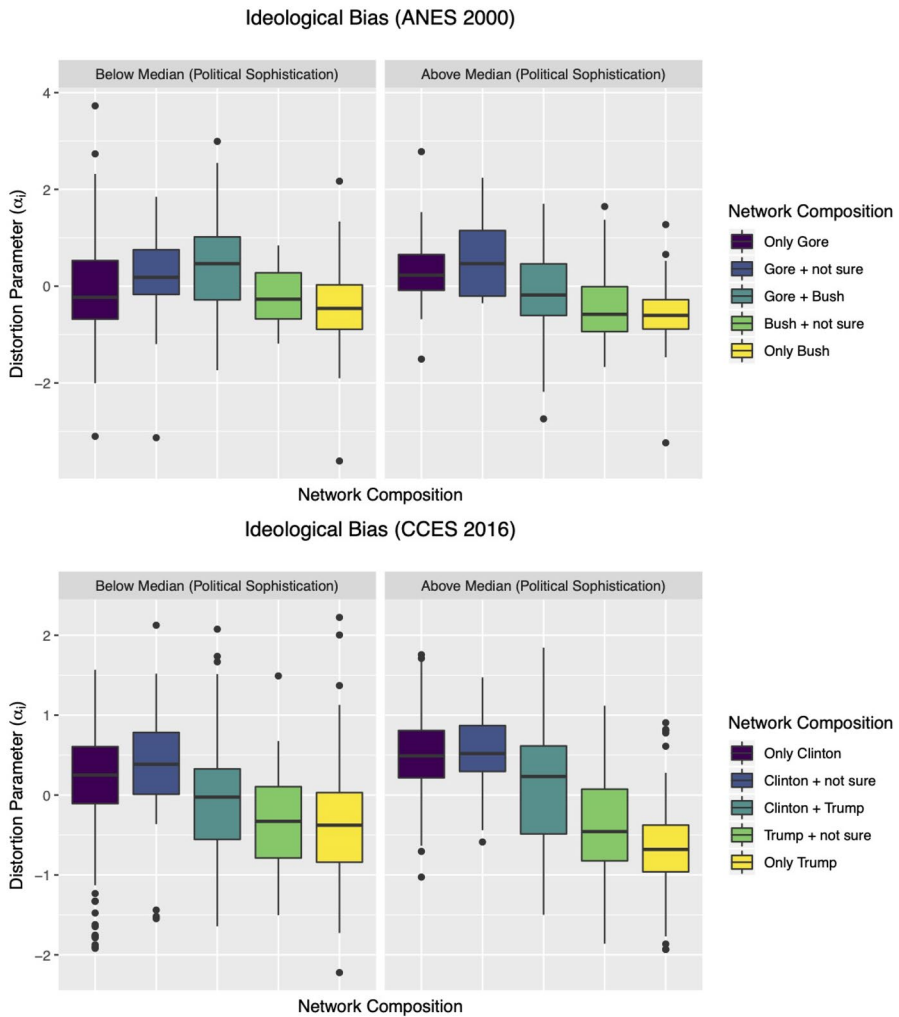 Ideological Bias (ANES 2000)
Below Median (Political Sophistication)
Above Median (Political Sophistication)
Distortion Parameter (αi)
4
2
0
−2
Network Composition
Network Composition
Only Gore
Gore + not sure
Gore + Bush
Bush + not sure
Only Bush
Ideological Bias (CCES 2016)
Below Median (Political Sophistication)
Above Median (Political Sophistication)
Distortion Parameter (αi)
2
1
0
−1
−2
Network Composition
Network Composition
Only Clinton
Clinton + not sure
Clinton + Trump
Trump + not sure
Only Trump